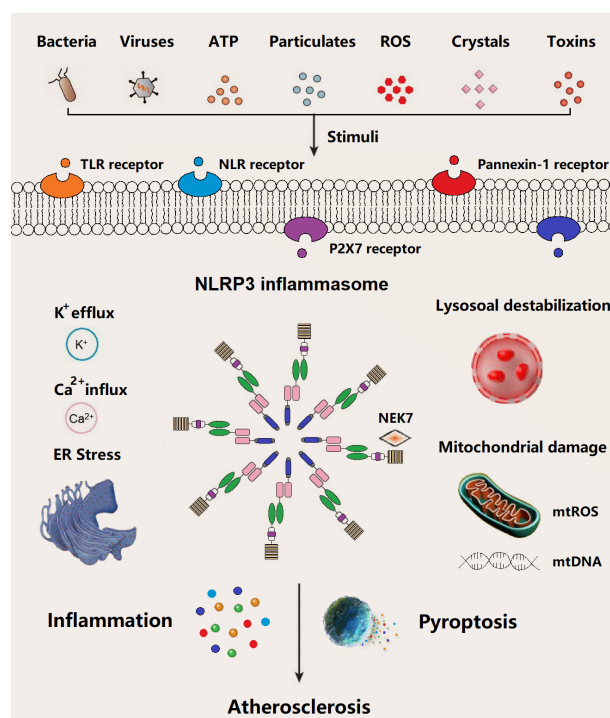 Bacteria Viruses ATP Particulates ROS Crystals Toxins
Stimuli
TLR receptor NLR receptor Pannexin-1 receptor
P2X7 receptor
NLRP3 inflammasome
K+ efflux
K+
Ca2+ influx
Ca2+
ER Stress
Lysosoal destabilization
NEK7
Mitochondrial damage
mtROS
mtDNA
Inflammation Pyroptosis
Atherosclerosis